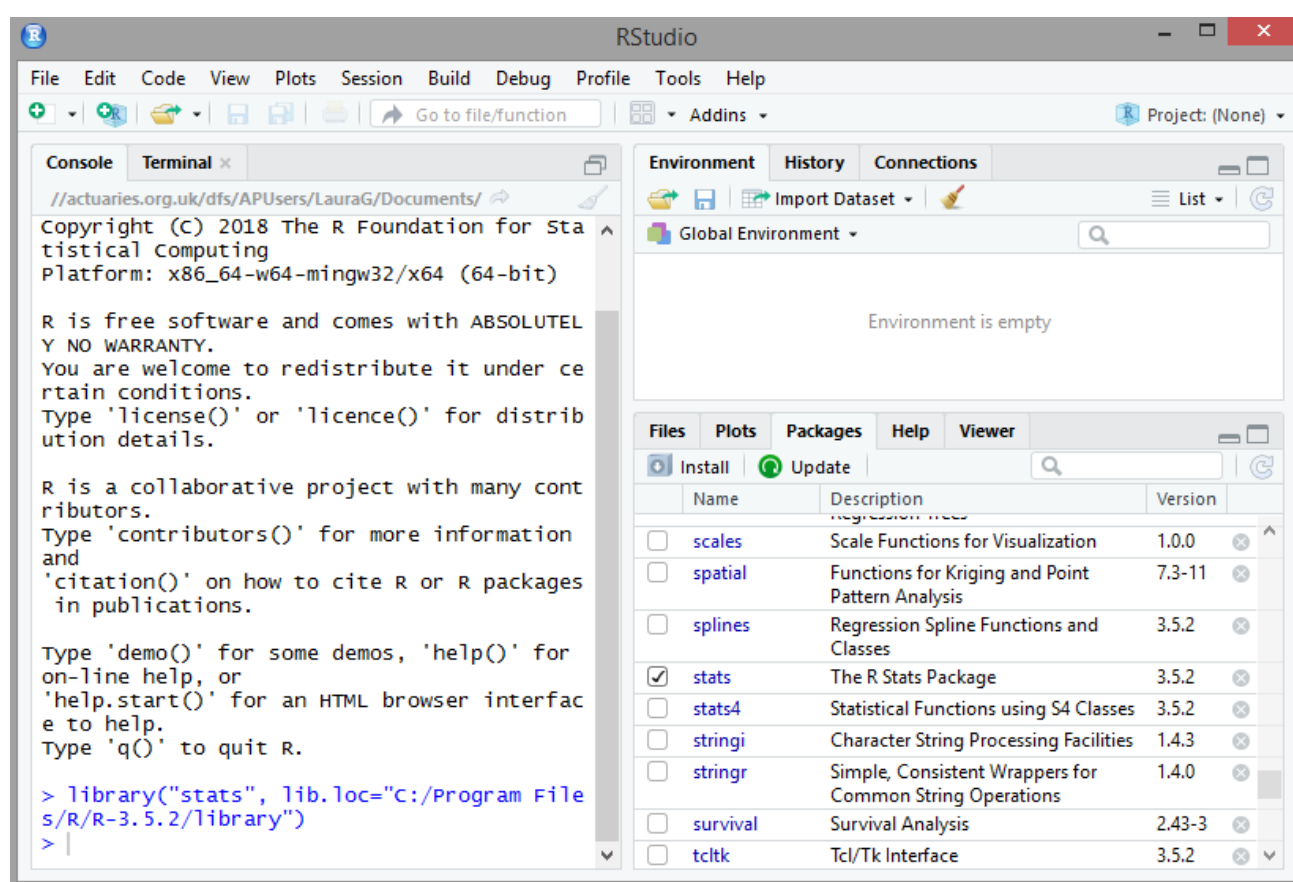 RStudio
File Edit Code View Plots Session Build Debug Profile Tools Help
Go to file/function Addins Project: (None)
Console Terminal
//actuaries.org.uk/dfs/APUsers/LauraG/Documents/
Copyright (C) 2018 The R Foundation for Sta
tistical Computing
Platform: x86_64-w64-mingw32/x64 (64-bit)
R is free software and comes with ABSOLUTEL
Y NO WARRANTY.
You are welcome to redistribute it under ce
rtain conditions.
Type 'license()' or 'licence()' for distrib
ution details.
R is a collaborative project with many cont
ributors.
Type 'contributors()' for more information
and
'citation()' on how to cite R or R packages
in publications.
Type 'demo()' for some demos, 'help()' for
on-line help, or
'help.start()' for an HTML browser interfac
e to help.
Type 'q()' to quit R.
> library("stats", lib.loc="C:/Program File
s/R/R-3.5.2/library")
>
Environment History Connections
Import Dataset List
Global Environment
Environment is empty
Files Plots Packages Help Viewer
Install Update
Name Description Version
Regression Trees
scales Scale Functions for Visualization 1.0.0
spatial Functions for Kriging and Point 7.3-11
Pattern Analysis
splines Regression Spline Functions and 3.5.2
Classes
stats The R Stats Package 3.5.2
stats4 Statistical Functions using S4 Classes 3.5.2
stringi Character String Processing Facilities 1.4.3
stringr Simple, Consistent Wrappers for 1.4.0
Common String Operations
survival Survival Analysis 2.43-3
tcltk Tcl/Tk Interface 3.5.2